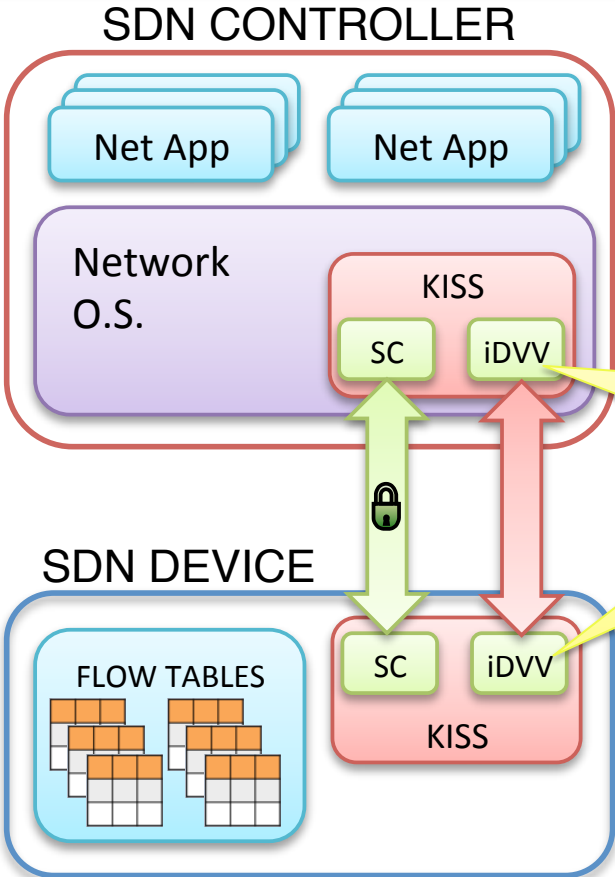 SDN CONTROLLER
Net App
Net App
Network
O.S.
KISS
SC
iDVV
SDN DEVICE
FLOW TABLES
SC
iDVV
KISS